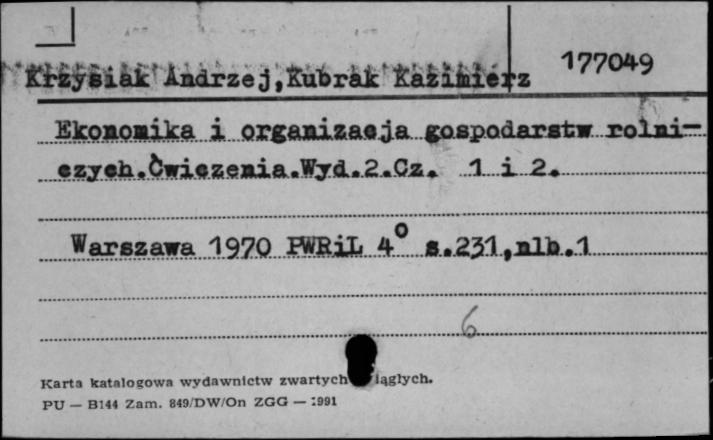 177049
Krzysiak Andrzej,Kubrak Kazimierz
Ekonomika i organizacja gospodarstw rolni-
czych.Ćwiczenia.Wyd.2.Cz. 1 i 2.
Warszawa 1970 PWRiL 4° s.231,nlb.1
6
Karta katalogowa wydawnictw zwartych iągłych.
PU — B144 Zam. 849/DW/On ZGG — 1991